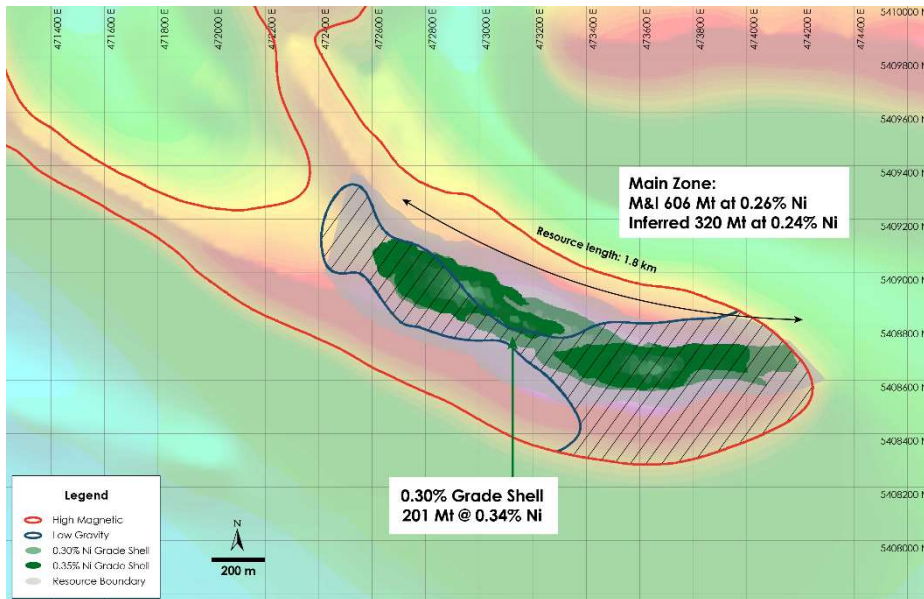 471400 E
471600 E
471800 E
472000 E
472200 E
472400 E
472600 E
472800 E
473000 E
473200 E
473400 E
473600 E
473800 E
474000 E
474200 E
474400 E
5410000 N
5409800 N
5409600 N
5409400 N
5409200 N
5409000 N
5408800 N
5408600 N
5408400 N
5408200 N
5408000 N
Main Zone:
M&I 606 Mt at 0.26% Ni
Inferred 320 Mt at 0.24% Ni
Resource length: 1.8 km
0.30% Grade Shell
201 Mt @ 0.34% Ni
Legend
High Magnetic
Low Gravity
0.30% Ni Grade Shell
0.35% Ni Grade Shell
Resource Boundary
N
200 m